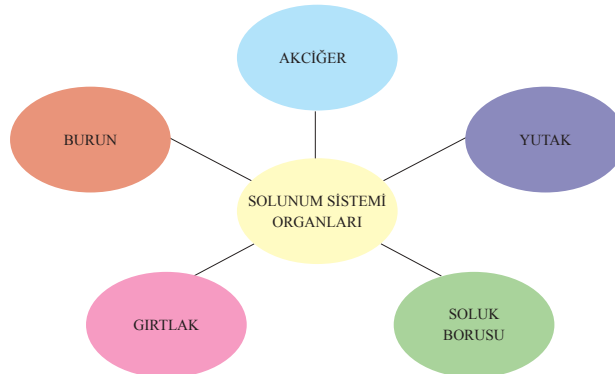 AKCİĞER
BURUN
YUTAK
SOLUNUM SİSTEMİ
ORGANLARI
GIRTLAK
SOLUK
BORUSU